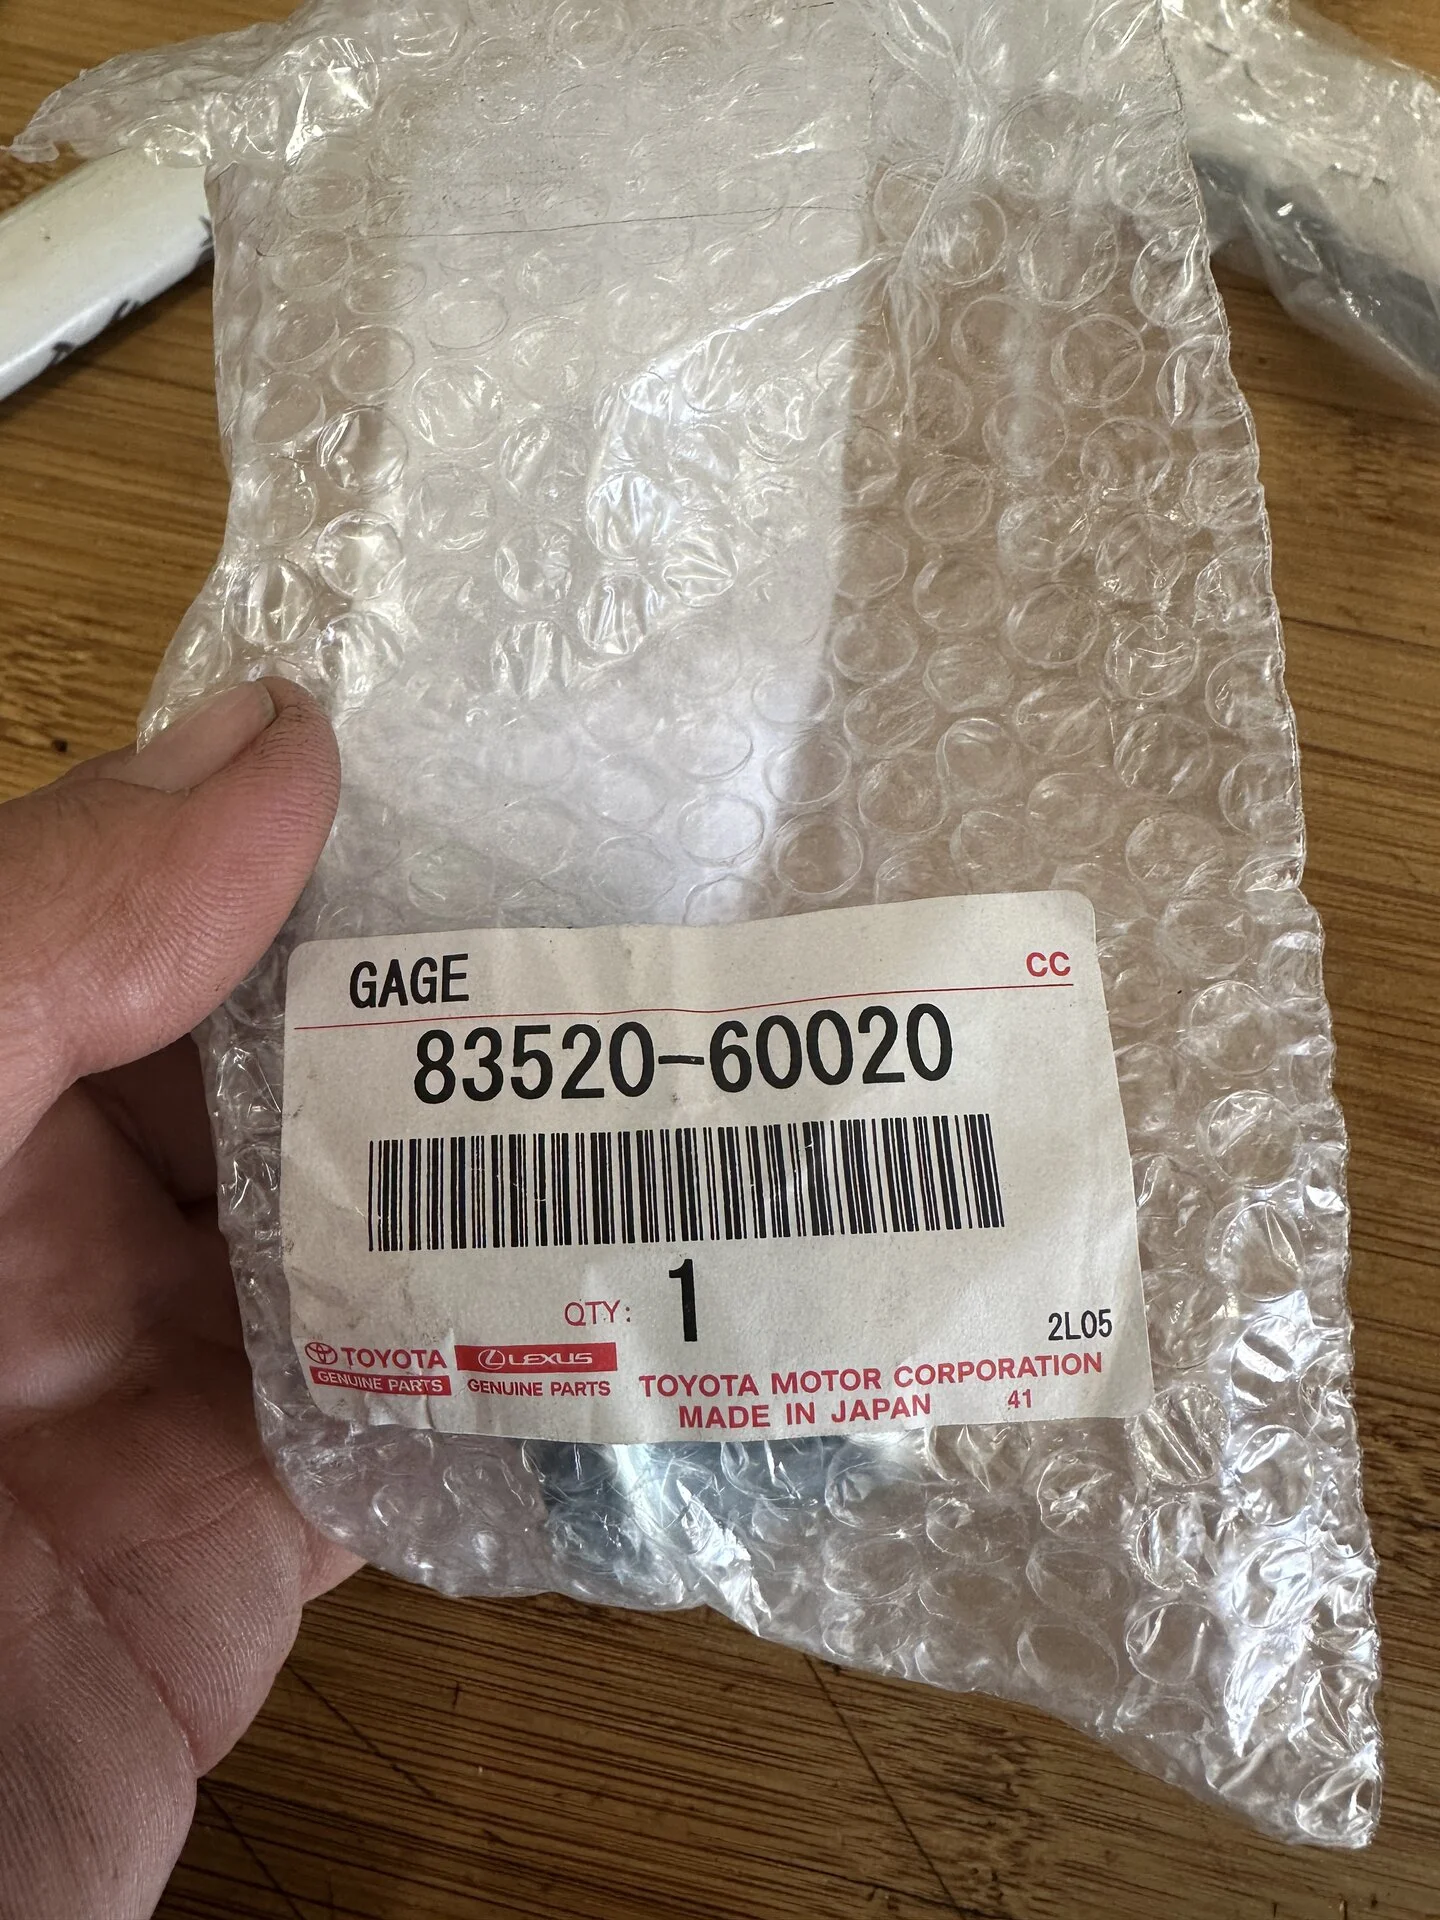 GAGE
CC
83520-60020
QTY: 1
2L05
TOYOTA
LEXUS
GENUINE PARTS
GENUINE PARTS
TOYOTA MOTOR CORPORATION
MADE IN JAPAN
41